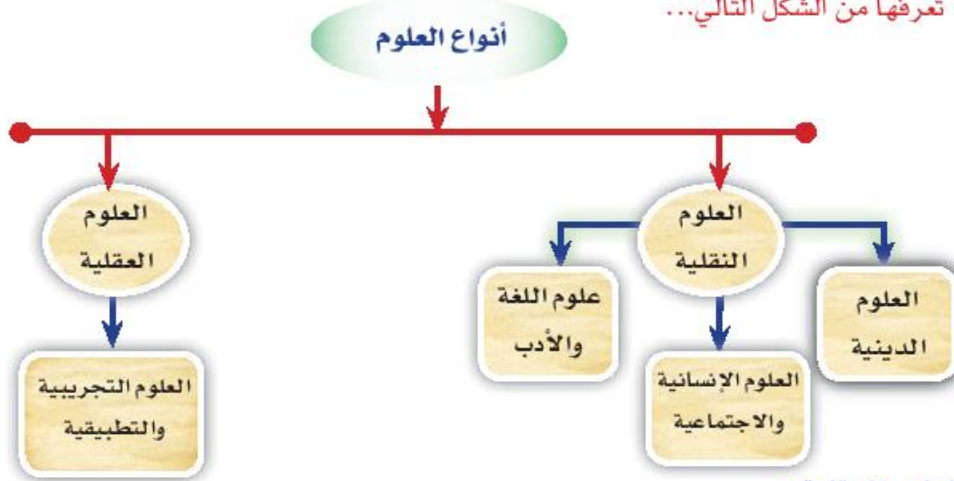 تعرفها من الشكل التالي...
أنواع العلوم
العلوم
النقلية
العلوم
العقلية
العلوم
الدينية
علوم اللغة
والأدب
العلوم الإنسانية
والاجتماعية
العلوم التجريبية
والتطبيقية